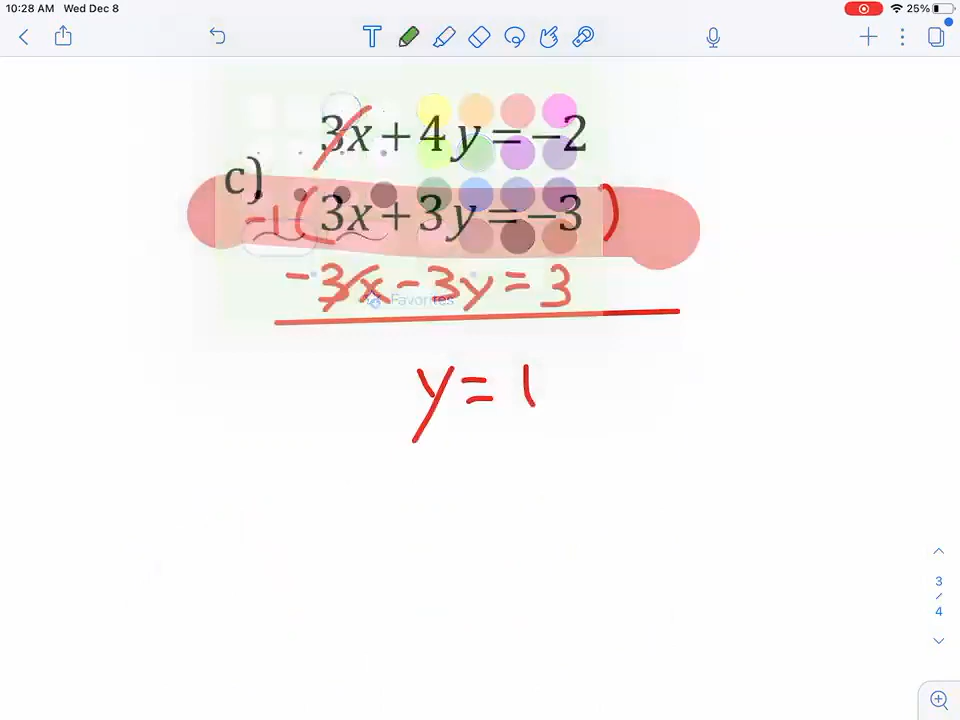 10:28 AM Wed Dec 8
25%
T
3x + 4y = −2
c)
-1(3x + 3y = −3)
-3x - 3y = 3
Favorites
y = 1
3
/
4